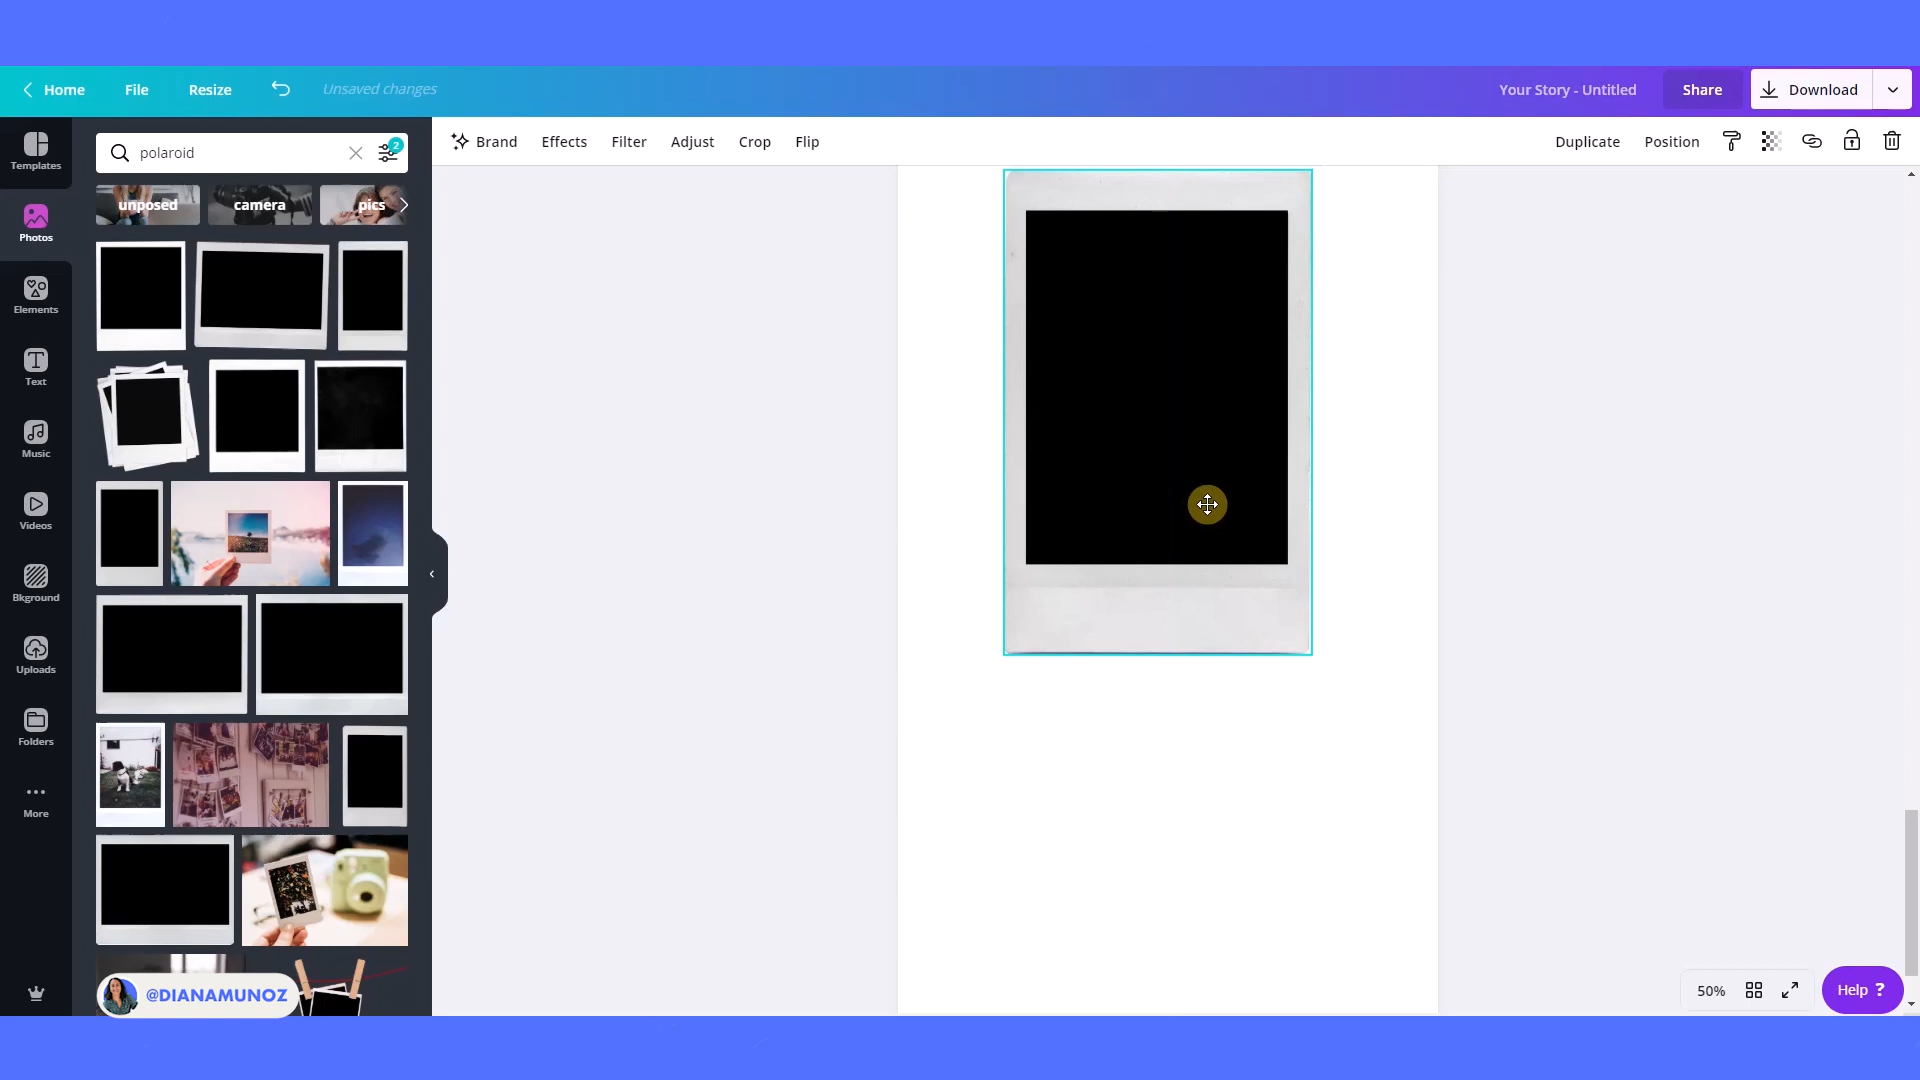 Home
File
Resize
Unsaved changes
Your Story - Untitled
Share
Download
Templates
Photos
Elements
Text
Music
Videos
Bkground
Uploads
Folders
More
polaroid
2
unposed
camera
pics
Brand
Effects
Filter
Adjust
Crop
Flip
Duplicate
Position
@DIANAMUNOZ
50%
Help ?